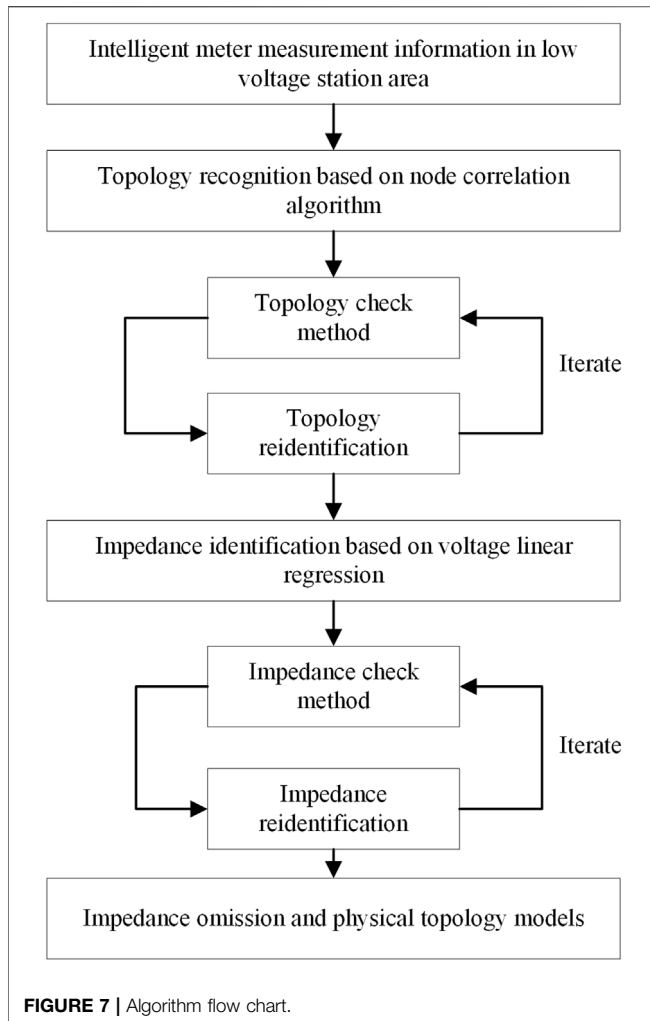 Intelligent meter measurement information in low
voltage station area
Topology recognition based on node correlation
algorithm
Topology check
method
Iterate
Topology
reidentification
Impedance identification based on voltage linear
regression
Impedance check
method
Iterate
Impedance
reidentification
Impedance omission and physical topology models
FIGURE 7 | Algorithm flow chart.